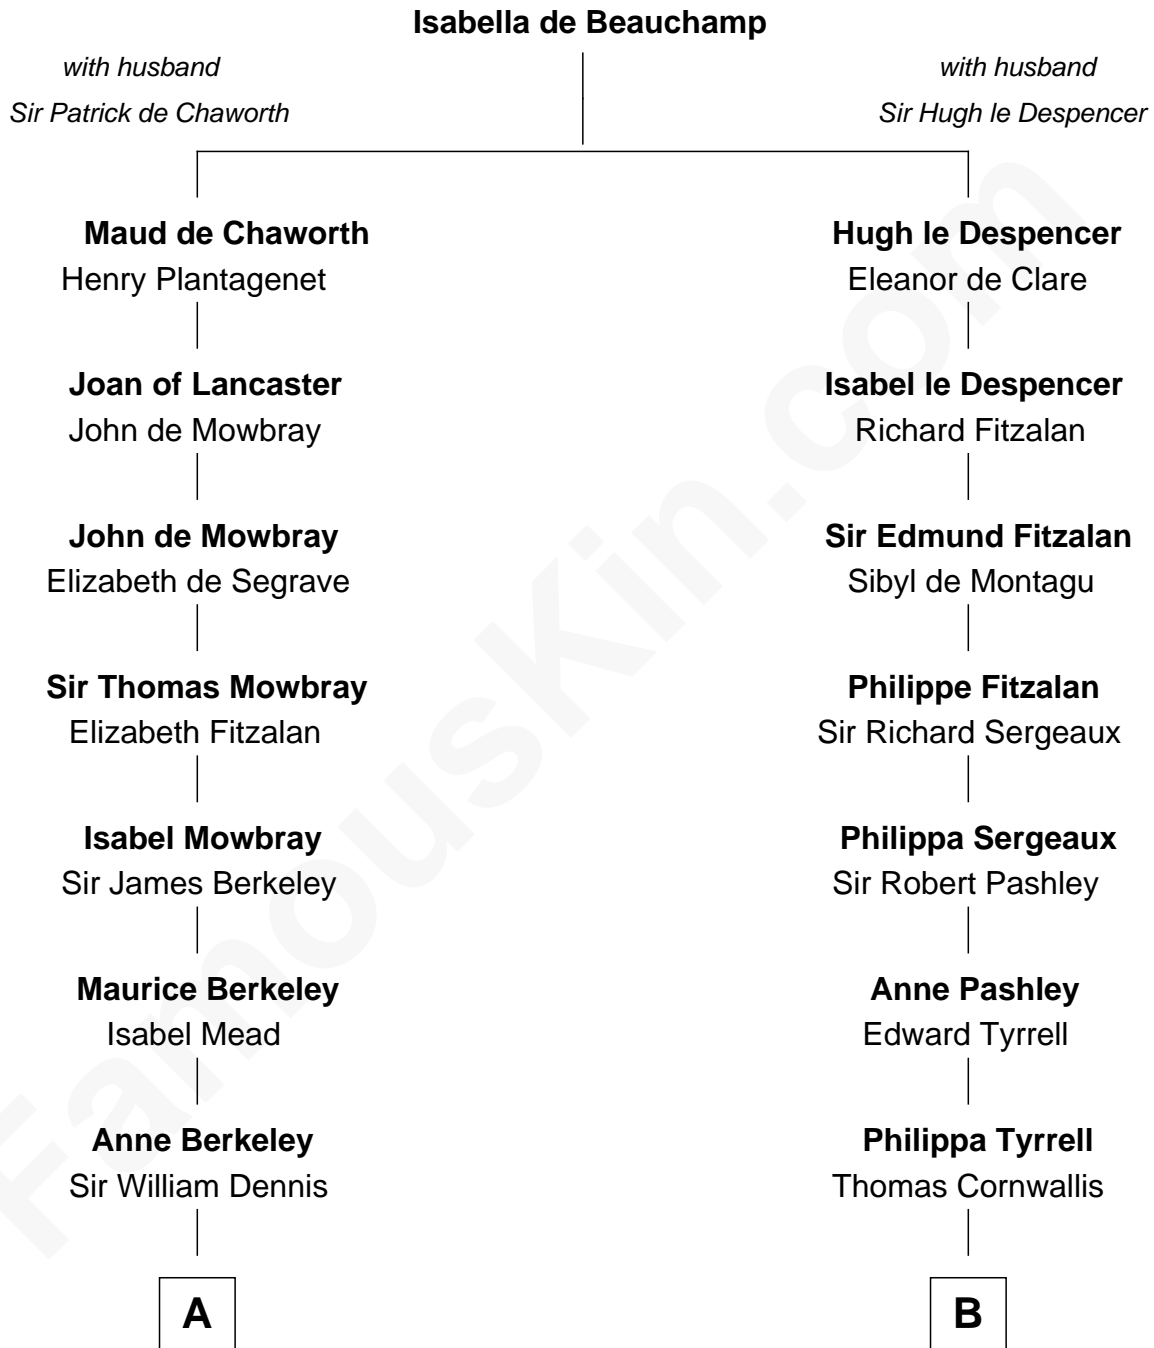 Isabella de Beauchamp
with husband
Sir Patrick de Chaworth
with husband
Sir Hugh le Despencer
Maud de Chaworth
Henry Plantagenet
Joan of Lancaster
John de Mowbray
John de Mowbray
Elizabeth de Segrave
Sir Thomas Mowbray
Elizabeth Fitzalan
Isabel Mowbray
Sir James Berkeley
Maurice Berkeley
Isabel Mead
Anne Berkeley
Sir William Dennis
A
Hugh le Despencer
Eleanor de Clare
Isabel le Despencer
Richard Fitzalan
Sir Edmund Fitzalan
Sibyl de Montagu
Philippe Fitzalan
Sir Richard Sergeaux
Philippa Sergeaux
Sir Robert Pashley
Anne Pashley
Edward Tyrrell
Philippa Tyrrell
Thomas Cornwallis
B
FamousKin.com